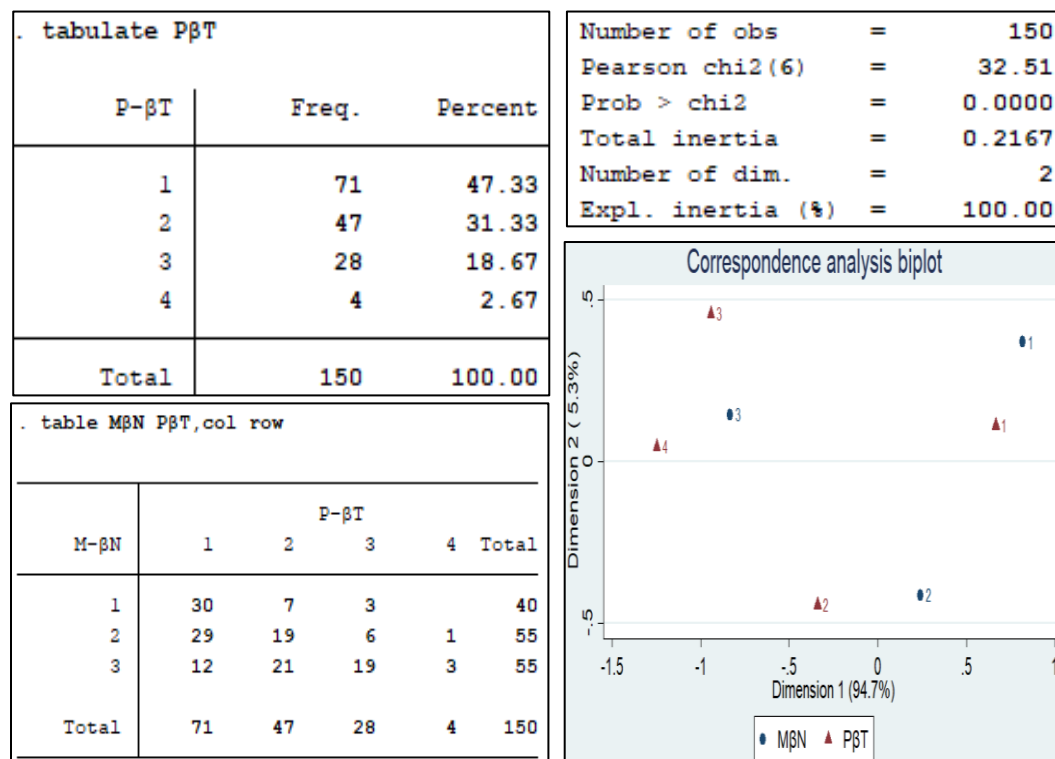 . tabulate PβT
P-βT Freq. Percent
1 71 47.33
2 47 31.33
3 28 18.67
4 4 2.67
Total 150 100.00
Number of obs = 150
Pearson chi2(6) = 32.51
Prob > chi2 = 0.0000
Total inertia = 0.2167
Number of dim. = 2
Expl. inertia (%) = 100.00
. table MβN PβT,col row
P-βT
M-βN 1 2 3 4 Total
1 30 7 3 40
2 29 19 6 1 55
3 12 21 19 3 55
Total 71 47 28 4 150
Correspondence analysis biplot
Dimension 2 ( 5.3%)
.5
0
-.5
3
1
3
1
4
2
2
-1.5 -1 -.5 0 .5 1
Dimension 1 (94.7%)
MβN PβT